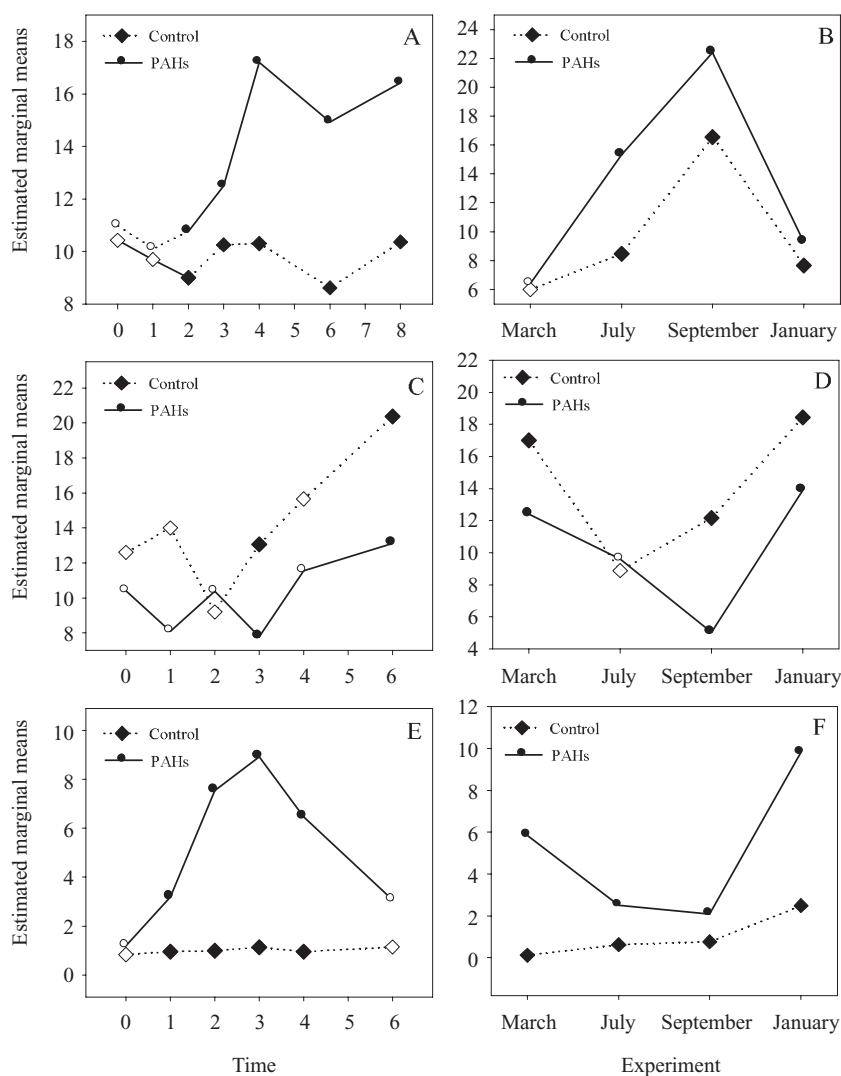 Estimated marginal means
A
Control
PAHs
18
16
14
12
10
8
0 1 2 3 4 5 6 7 8
B
Control
PAHs
24
22
20
18
16
14
12
10
8
6
March July September January
Estimated marginal means
C
Control
PAHs
22
20
18
16
14
12
10
8
0 1 2 3 4 5 6
D
Control
PAHs
22
20
18
16
14
12
10
8
6
4
March July September January
Estimated marginal means
E
Control
PAHs
10
8
6
4
2
0
0 1 2 3 4 5 6
Time
F
Control
PAHs
12
10
8
6
4
2
0
March July September January
Experiment